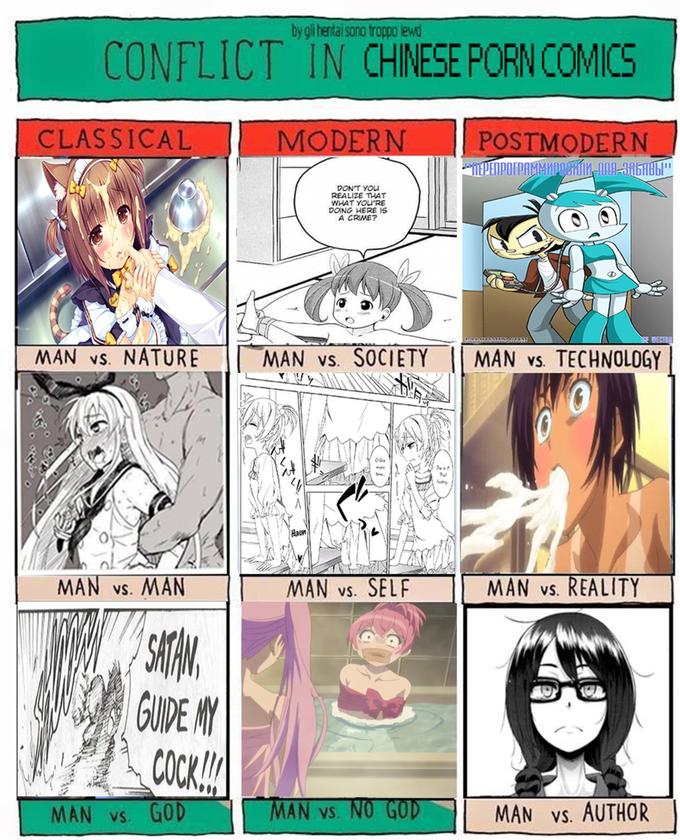 by gli hentai sono troppo lewd
CONFLICT IN CHINESE PORN COMICS
CLASSICAL
MODERN
POSTMODERN
DON'T YOU
REALIZE THAT
WHAT YOU'RE
DOING HERE IS
A CRIME?
"ПЕРЕПРОГРАММИРОВАЛИ ДЛЯ ЗАБАВЫ"
MAN vs. NATURE
MAN vs. SOCIETY
MAN vs. TECHNOLOGY
MAN vs. MAN
MAN vs. SELF
MAN vs. REALITY
SATAN,
GUIDE MY
COCK!!!
MAN vs. GOD
MAN vs. NO GOD
MAN vs. AUTHOR